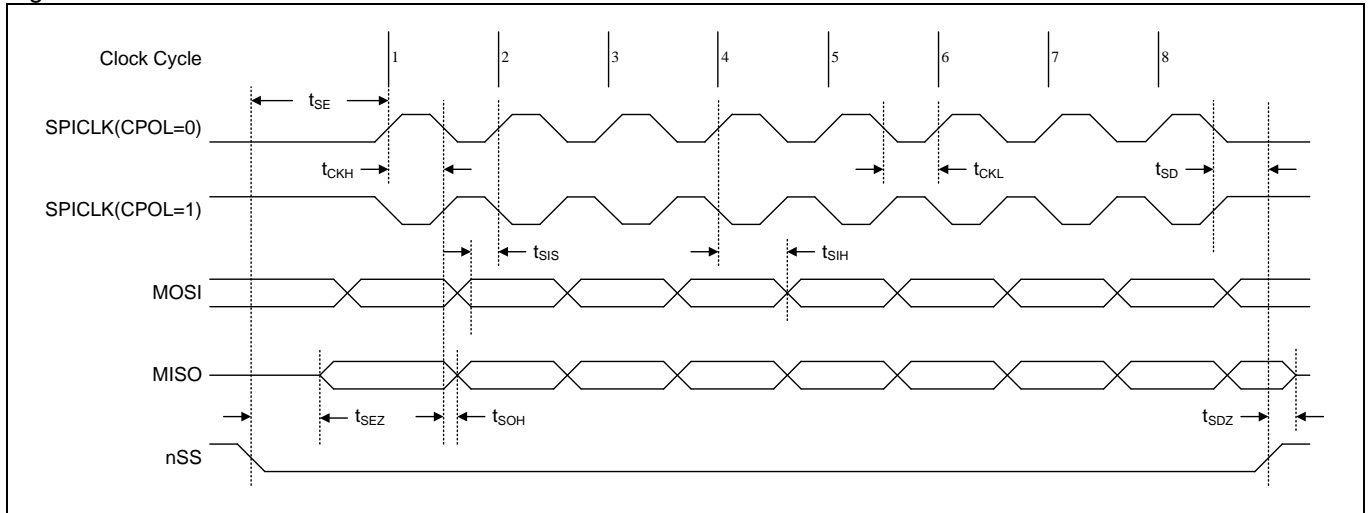 Clock Cycle 1 2 3 4 5 6 7 8
tSE
SPICLK(CPOL=0)
tCKH tCKL tSD
SPICLK(CPOL=1)
tSIS tSIH
MOSI
MISO
tSEZ tSOH tSDZ
nSS